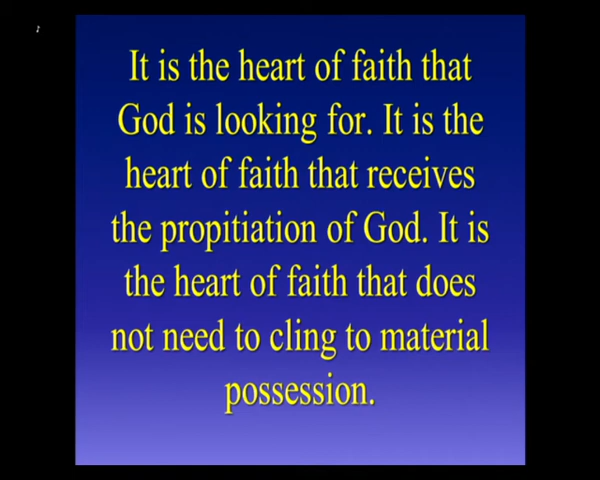 It is the heart of faith that
God is looking for. It is the
heart of faith that receives
the propitiation of God. It is
the heart of faith that does
not need to cling to material
possession.